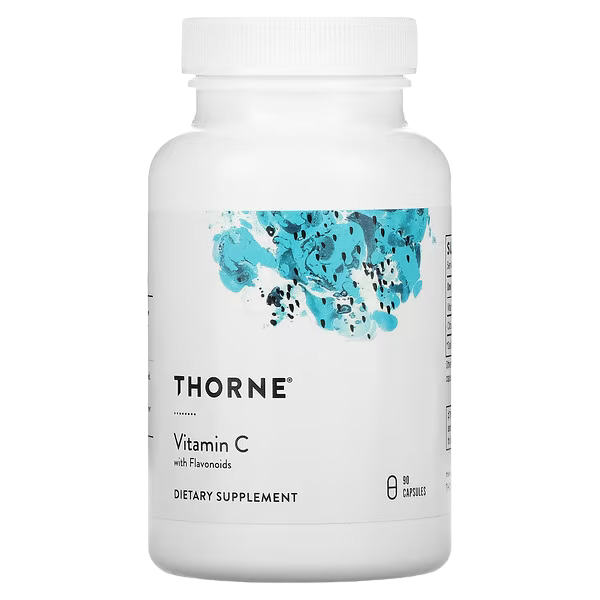 THORNE®
Vitamin C
with Flavonoids
DIETARY SUPPLEMENT
90
CAPSULES